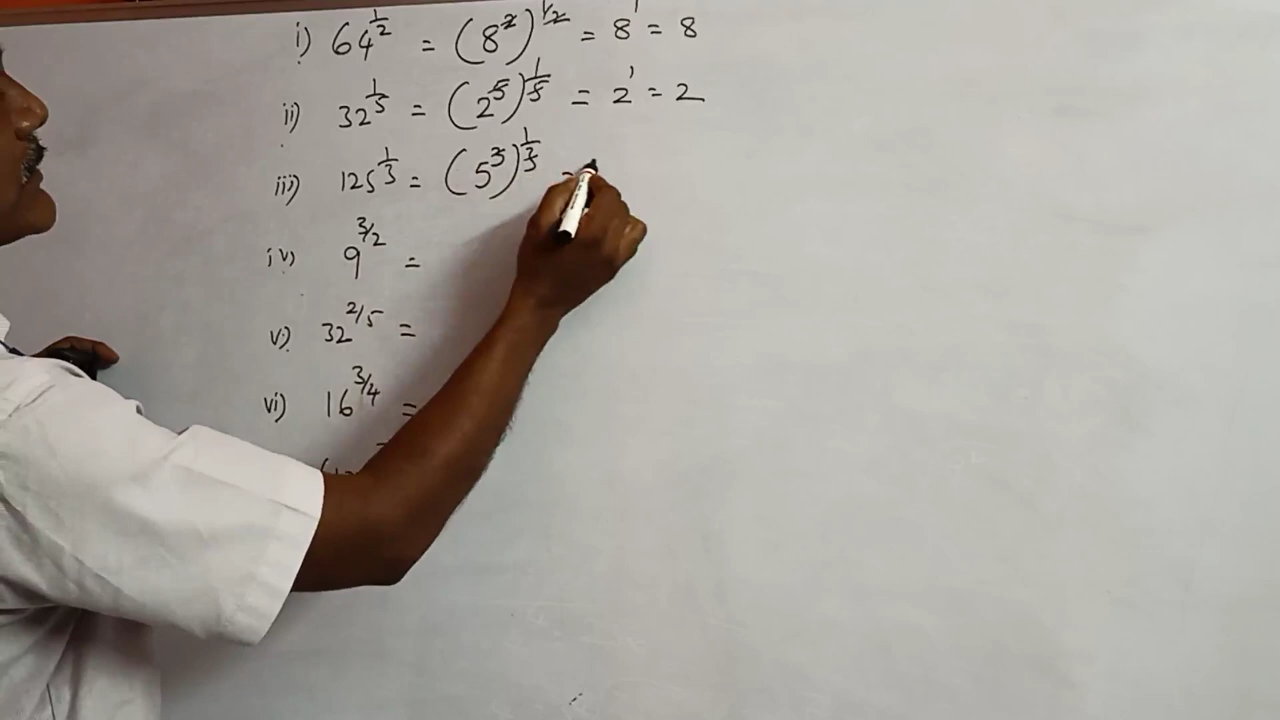 i) 64^(1/2) = (8^2)^(1/2) = 8^1 = 8
ii) 32^(1/5) = (2^5)^(1/5) = 2^1 = 2
iii) 125^(1/3) = (5^3)^(1/3) =
iv) 9^(3/2) =
v) 32^(2/5) =
vi) 16^(3/4) =